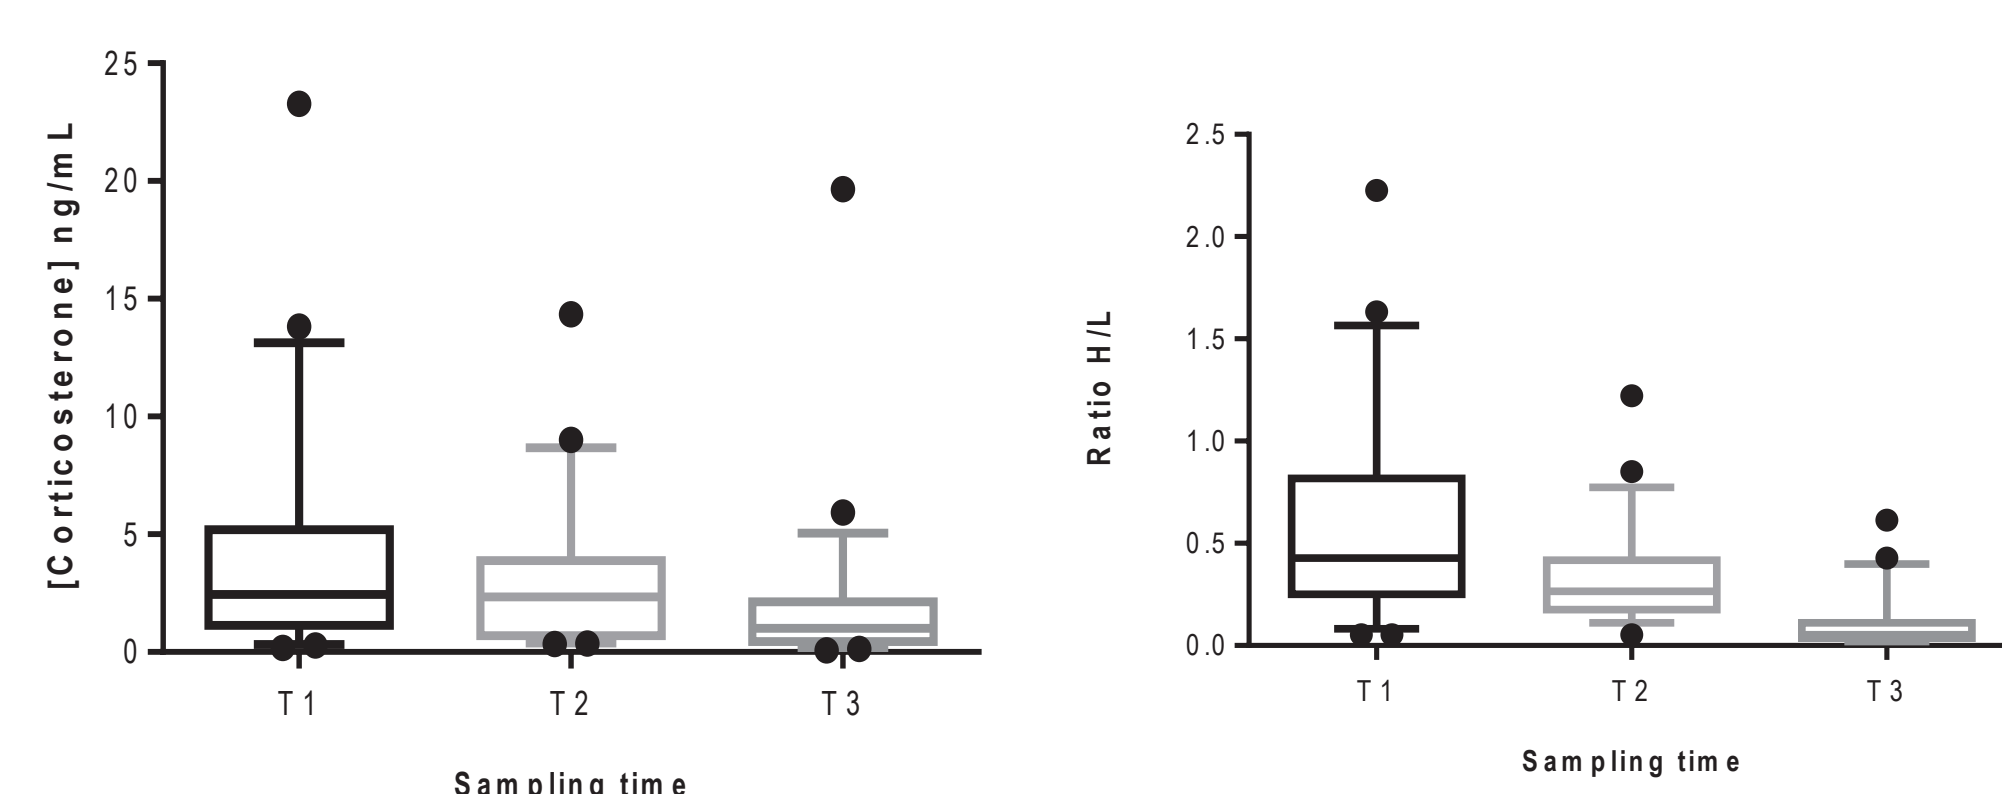 [Corticosterone] ng/mL
25
20
15
10
5
0
T1 T2 T3
Sampling time
Ratio H/L
2.5
2.0
1.5
1.0
0.5
0.0
T1 T2 T3
Sampling time